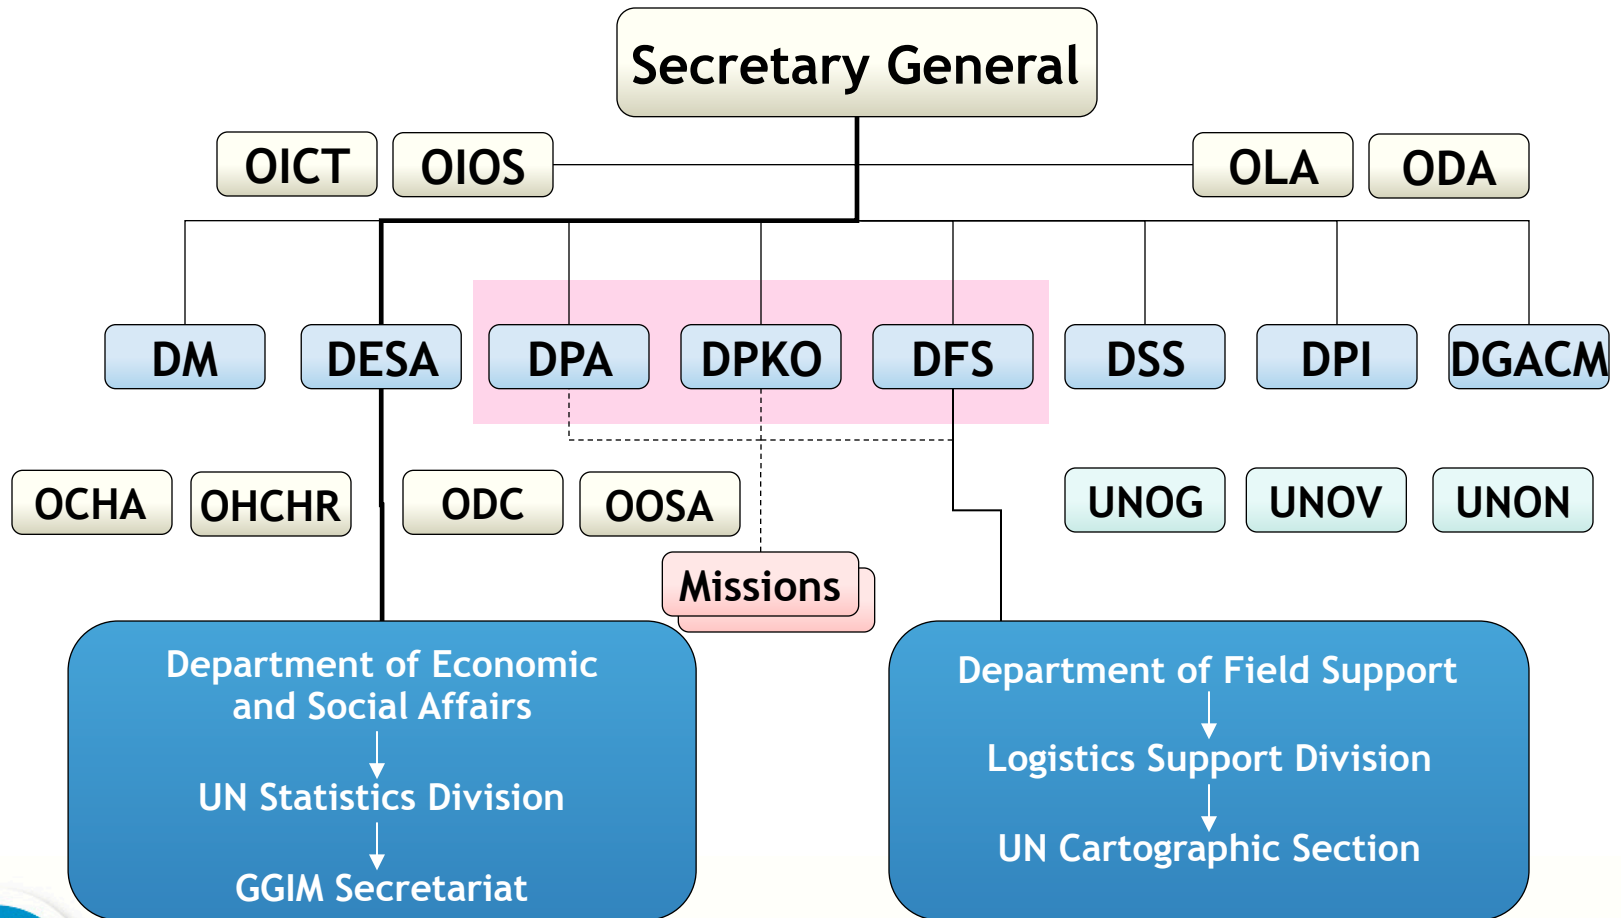 Secretary General
OICT
OIOS
OLA
ODA
DM
DESA
DPA
DPKO
DFS
DSS
DPI
DGACM
OCHA
OHCHR
ODC
OOSA
UNOG
UNOV
UNON
Missions
Department of Economic
and Social Affairs
UN Statistics Division
GGIM Secretariat
Department of Field Support
Logistics Support Division
UN Cartographic Section